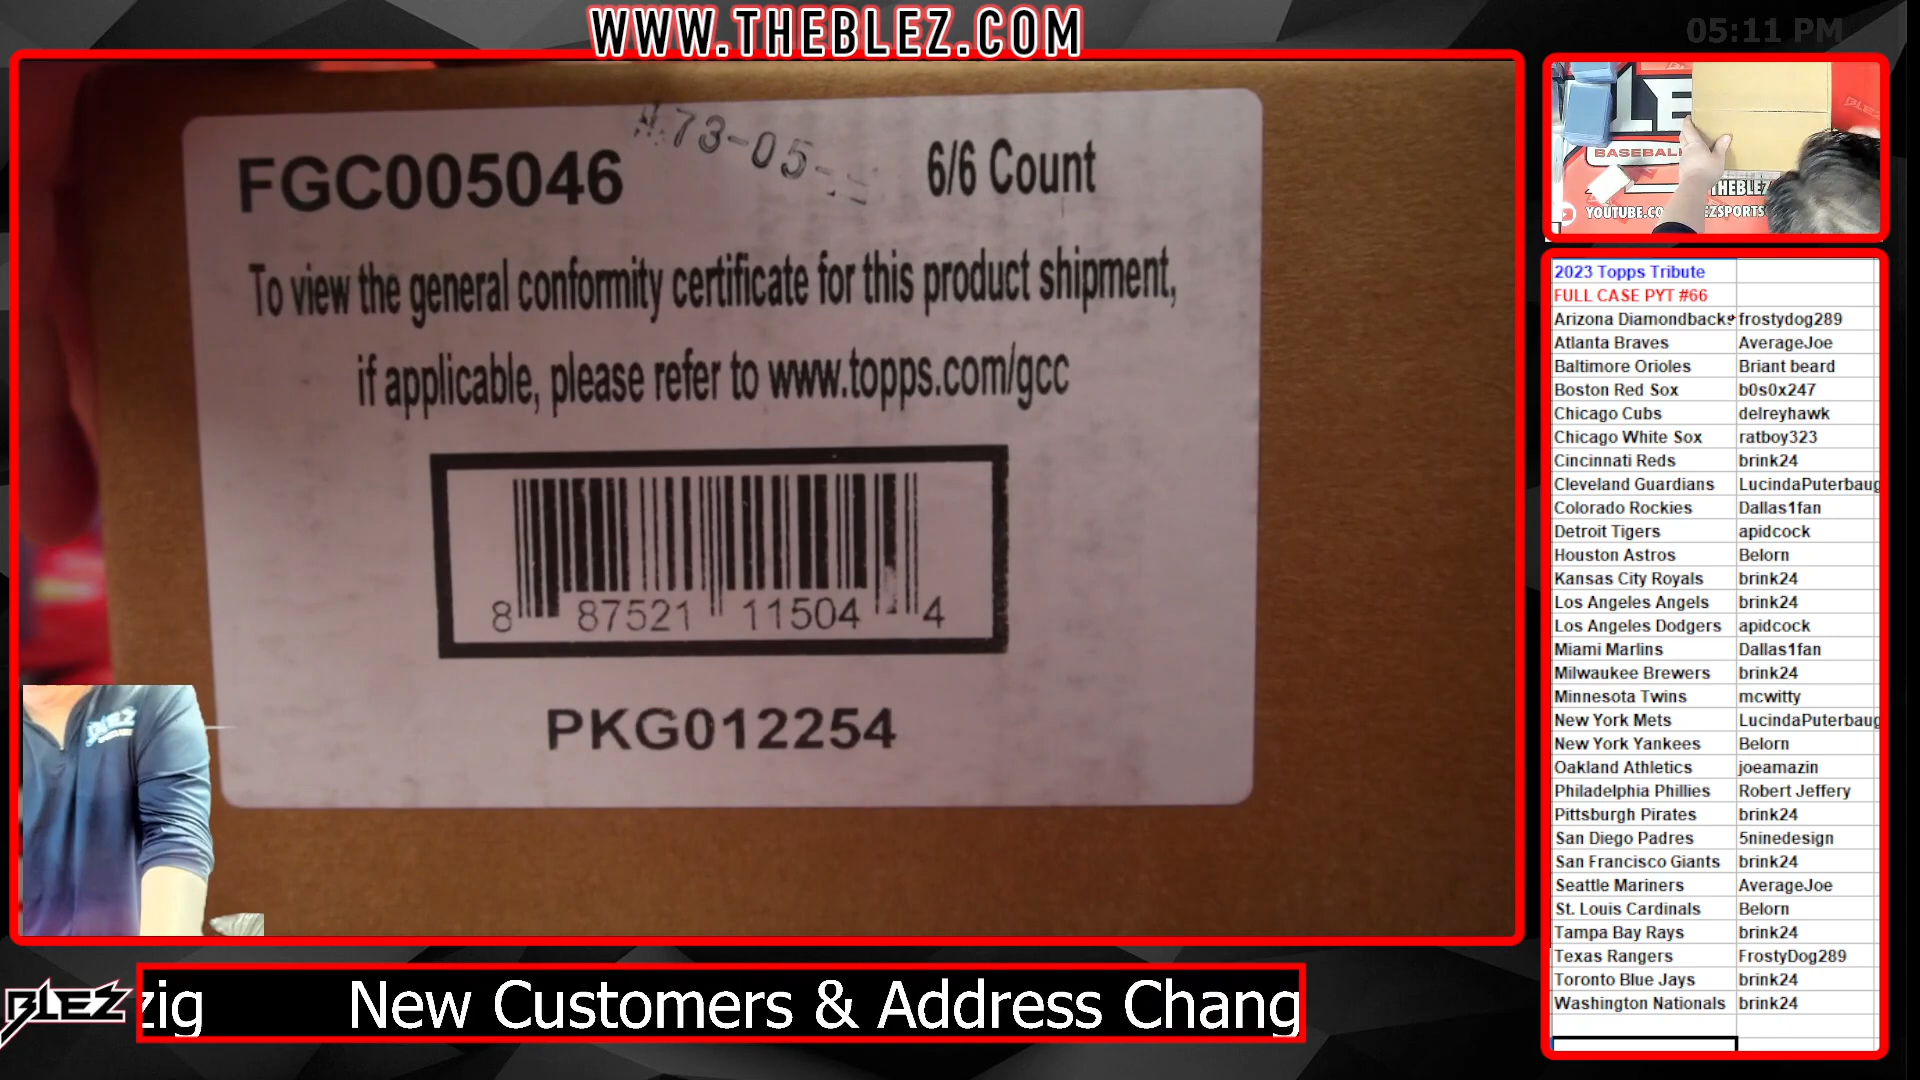 WWW.THEBLEZ.COM
05:11 PM
FGC005046
6/6 Count
To view the general conformity certificate for this product shipment,
if applicable, please refer to www.topps.com/gcc
8 87521 11504 4
PKG012254
BASEBALL
THEBLEZ
YOUTUBE.CO
EZSPORTS
2023 Topps Tribute
FULL CASE PYT #66
Arizona Diamondbacks frostydog289
Atlanta Braves AverageJoe
Baltimore Orioles Briant beard
Boston Red Sox b0s0x247
Chicago Cubs delreyhawk
Chicago White Sox ratboy323
Cincinnati Reds brink24
Cleveland Guardians LucindaPuterbaug
Colorado Rockies Dallas1fan
Detroit Tigers apidcock
Houston Astros Belorn
Kansas City Royals brink24
Los Angeles Angels brink24
Los Angeles Dodgers apidcock
Miami Marlins Dallas1fan
Milwaukee Brewers brink24
Minnesota Twins mcwitty
New York Mets LucindaPuterbaug
New York Yankees Belorn
Oakland Athletics joeamazin
Philadelphia Phillies Robert Jeffery
Pittsburgh Pirates brink24
San Diego Padres 5ninedesign
San Francisco Giants brink24
Seattle Mariners AverageJoe
St. Louis Cardinals Belorn
Tampa Bay Rays brink24
Texas Rangers FrostyDog289
Toronto Blue Jays brink24
Washington Nationals brink24
BLEZ
zig New Customers & Address Chang